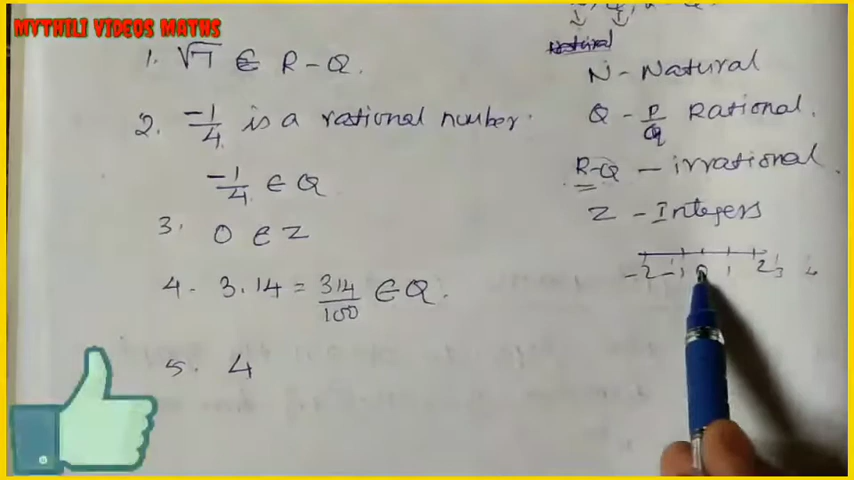 MYTHILI VIDEOS MATHS
1. √7 ∈ R-Q.
2. -1/4 is a rational number.
-1/4 ∈ Q
3. 0 ∈ Z
4. 3.14 = 314/100 ∈ Q.
5. 4
N - Natural
Q - P/Q Rational.
R-Q - irrational
Z - Integers
-2 -1 0 1 2 3 4